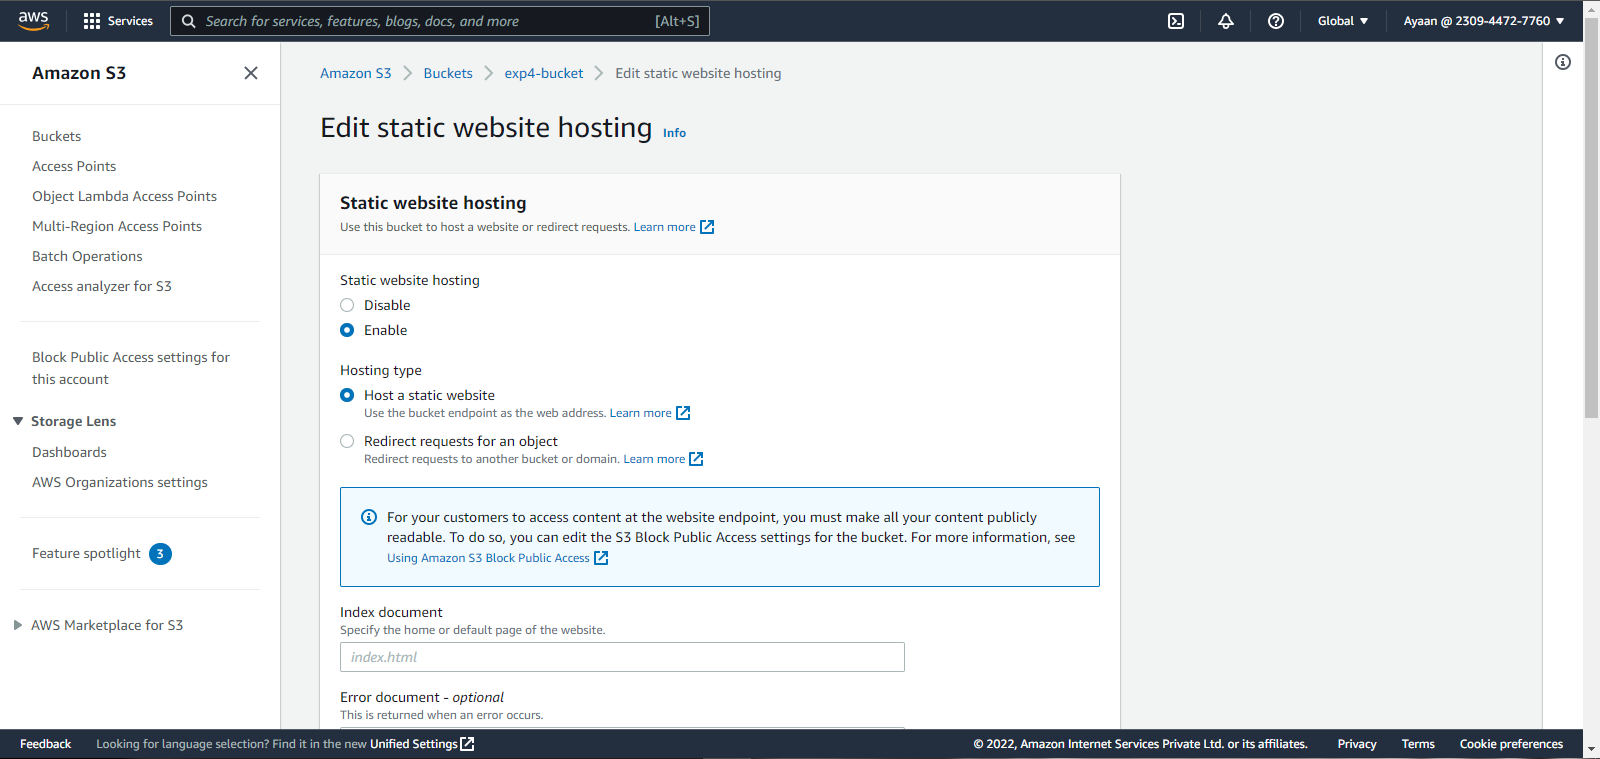 aws
Services
Search for services, features, blogs, docs, and more
[Alt+S]
Global
Ayaan @ 2309-4472-7760
Amazon S3
Buckets
Access Points
Object Lambda Access Points
Multi-Region Access Points
Batch Operations
Access analyzer for S3
Block Public Access settings for
this account
Storage Lens
Dashboards
AWS Organizations settings
Feature spotlight 3
AWS Marketplace for S3
Amazon S3 > Buckets > exp4-bucket > Edit static website hosting
Edit static website hosting Info
Static website hosting
Use this bucket to host a website or redirect requests. Learn more
Static website hosting
Disable
Enable
Hosting type
Host a static website
Use the bucket endpoint as the web address. Learn more
Redirect requests for an object
Redirect requests to another bucket or domain. Learn more
For your customers to access content at the website endpoint, you must make all your content publicly
readable. To do so, you can edit the S3 Block Public Access settings for the bucket. For more information, see
Using Amazon S3 Block Public Access
Index document
Specify the home or default page of the website.
index.html
Error document - optional
This is returned when an error occurs.
Feedback
Looking for language selection? Find it in the new Unified Settings
© 2022, Amazon Internet Services Private Ltd. or its affiliates.
Privacy
Terms
Cookie preferences